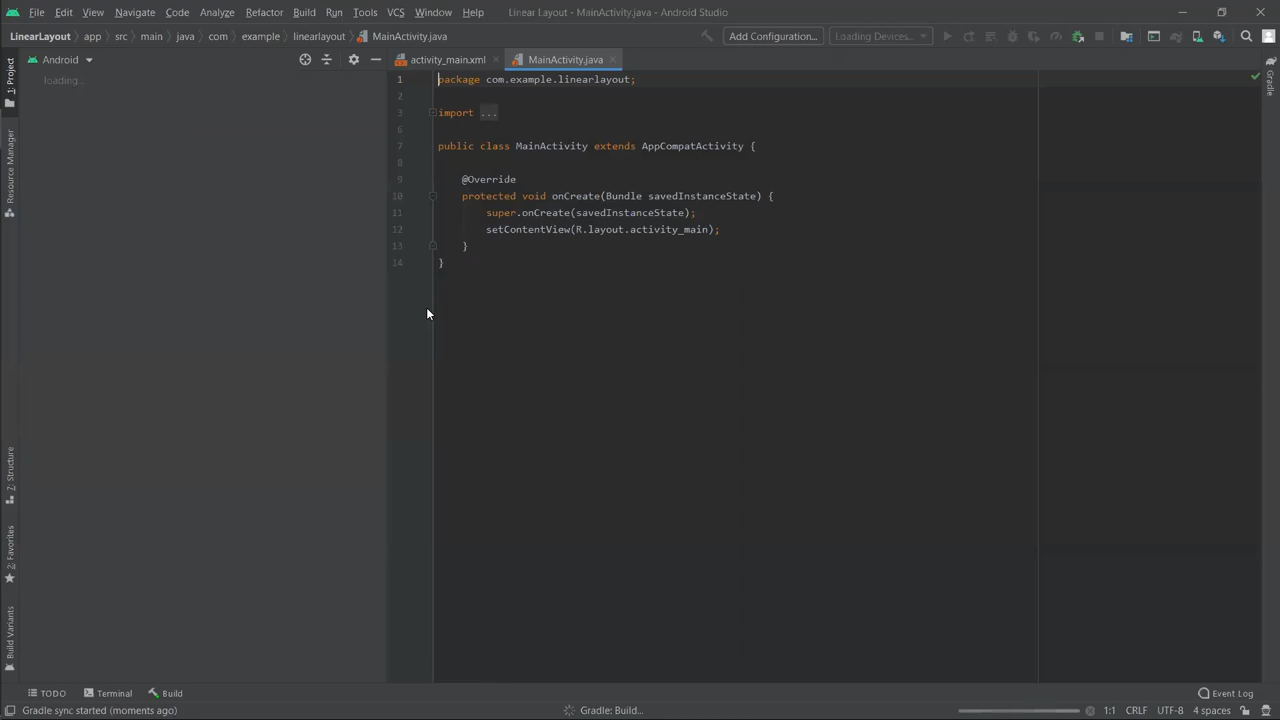 File Edit View Navigate Code Analyze Refactor Build Run Tools VCS Window Help Linear Layout - MainActivity.java - Android Studio
LinearLayout app src main java com example linearlayout MainActivity.java Add Configuration... Loading Devices...
1: Project
Resource Manager
7: Structure
2: Favorites
Build Variants
Android
loading...
activity_main.xml MainActivity.java
1 package com.example.linearlayout;
2
3 import ...
6
7 public class MainActivity extends AppCompatActivity {
8
9 @Override
10 protected void onCreate(Bundle savedInstanceState) {
11 super.onCreate(savedInstanceState);
12 setContentView(R.layout.activity_main);
13 }
14 }
Gradle
TODO Terminal Build Event Log
Gradle sync started (moments ago) Gradle: Build... 1:1 CRLF UTF-8 4 spaces